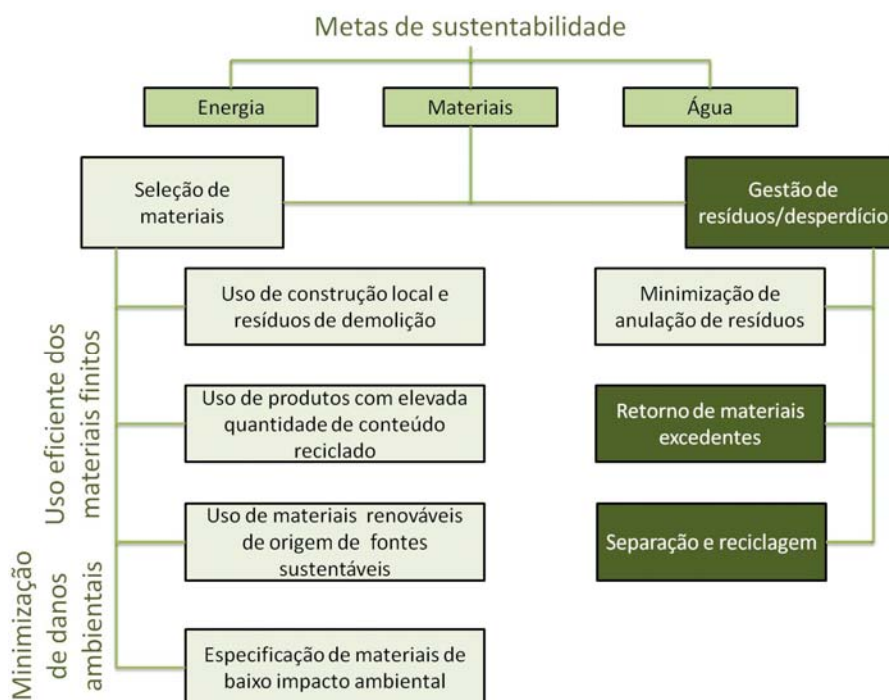 Metas de sustentabilidade
Energia
Materiais
Água
Seleção de
materiais
Gestão de
resíduos/desperdício
Uso eficiente dos
materiais finitos
Minimização
de danos
ambientais
Uso de construção local e
resíduos de demolição
Uso de produtos com elevada
quantidade de conteúdo
reciclado
Uso de materiais renováveis
de origem de fontes
sustentáveis
Especificação de materiais de
baixo impacto ambiental
Minimização de
anulação de resíduos
Retorno de materiais
excedentes
Separação e reciclagem